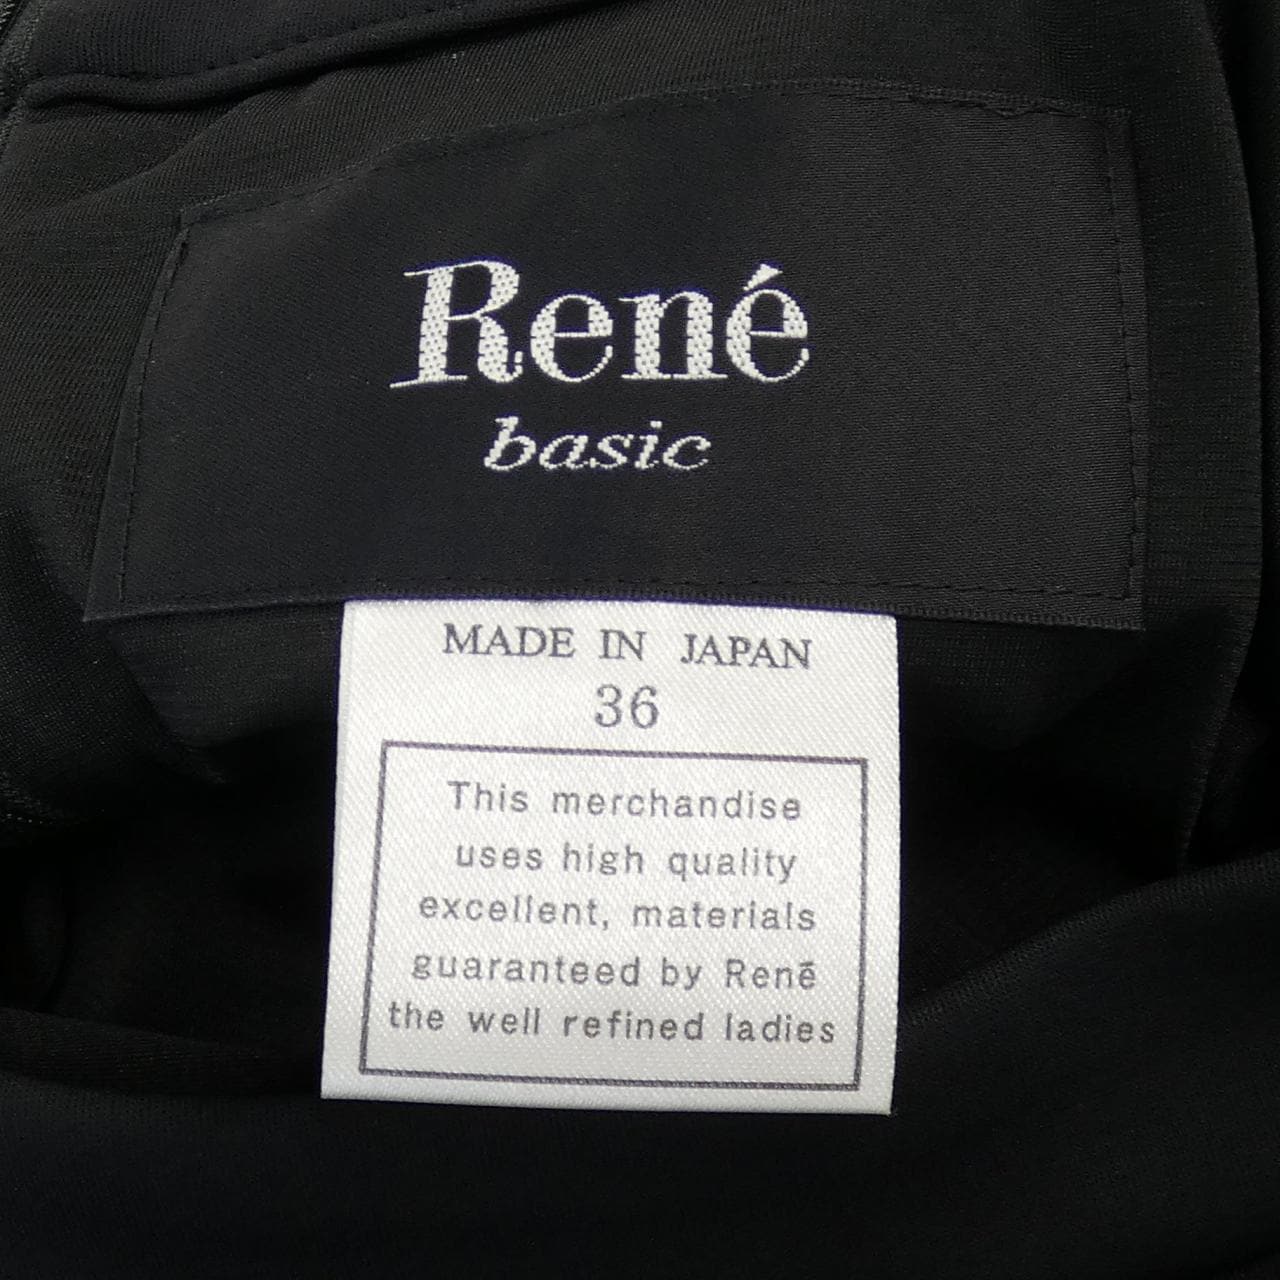 René
basic
MADE IN JAPAN
36
This merchandise
uses high quality
excellent, materials
guaranteed by Renē
the well refined ladies